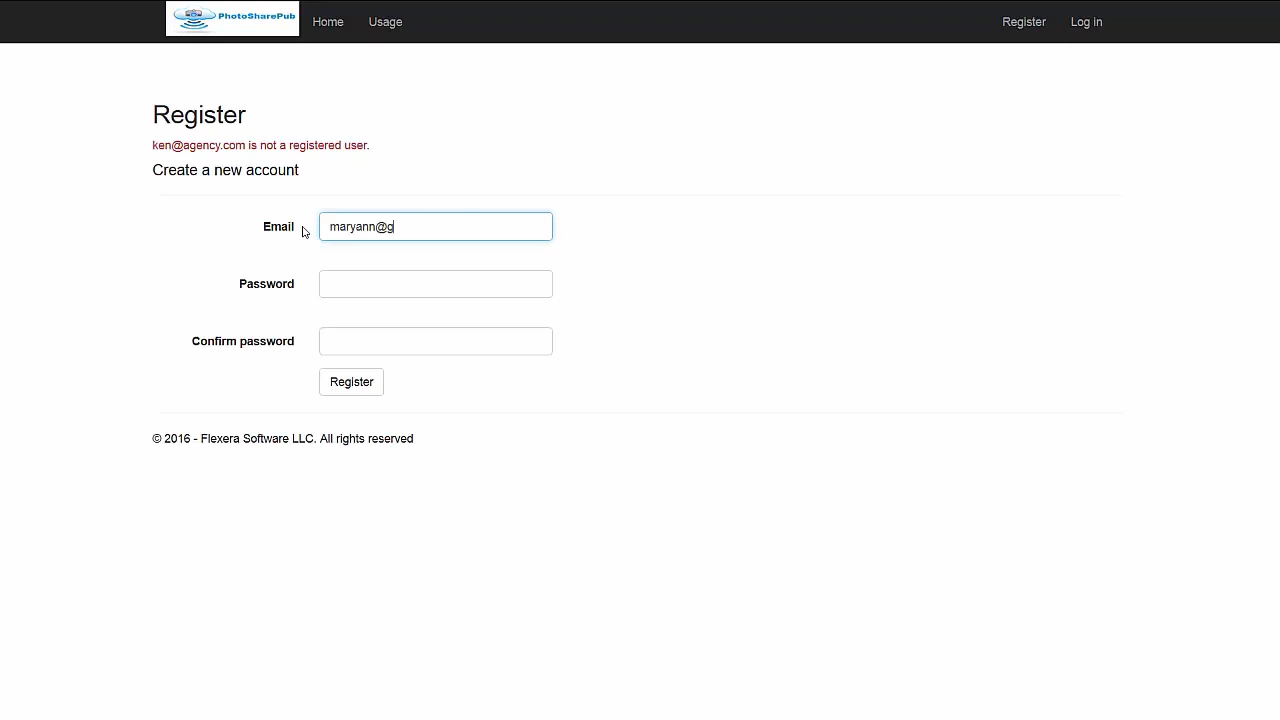 PhotoSharePub Home Usage Register Log in
Register
ken@agency.com is not a registered user.
Create a new account
Email maryann@g
Password
Confirm password
Register
© 2016 - Flexera Software LLC. All rights reserved